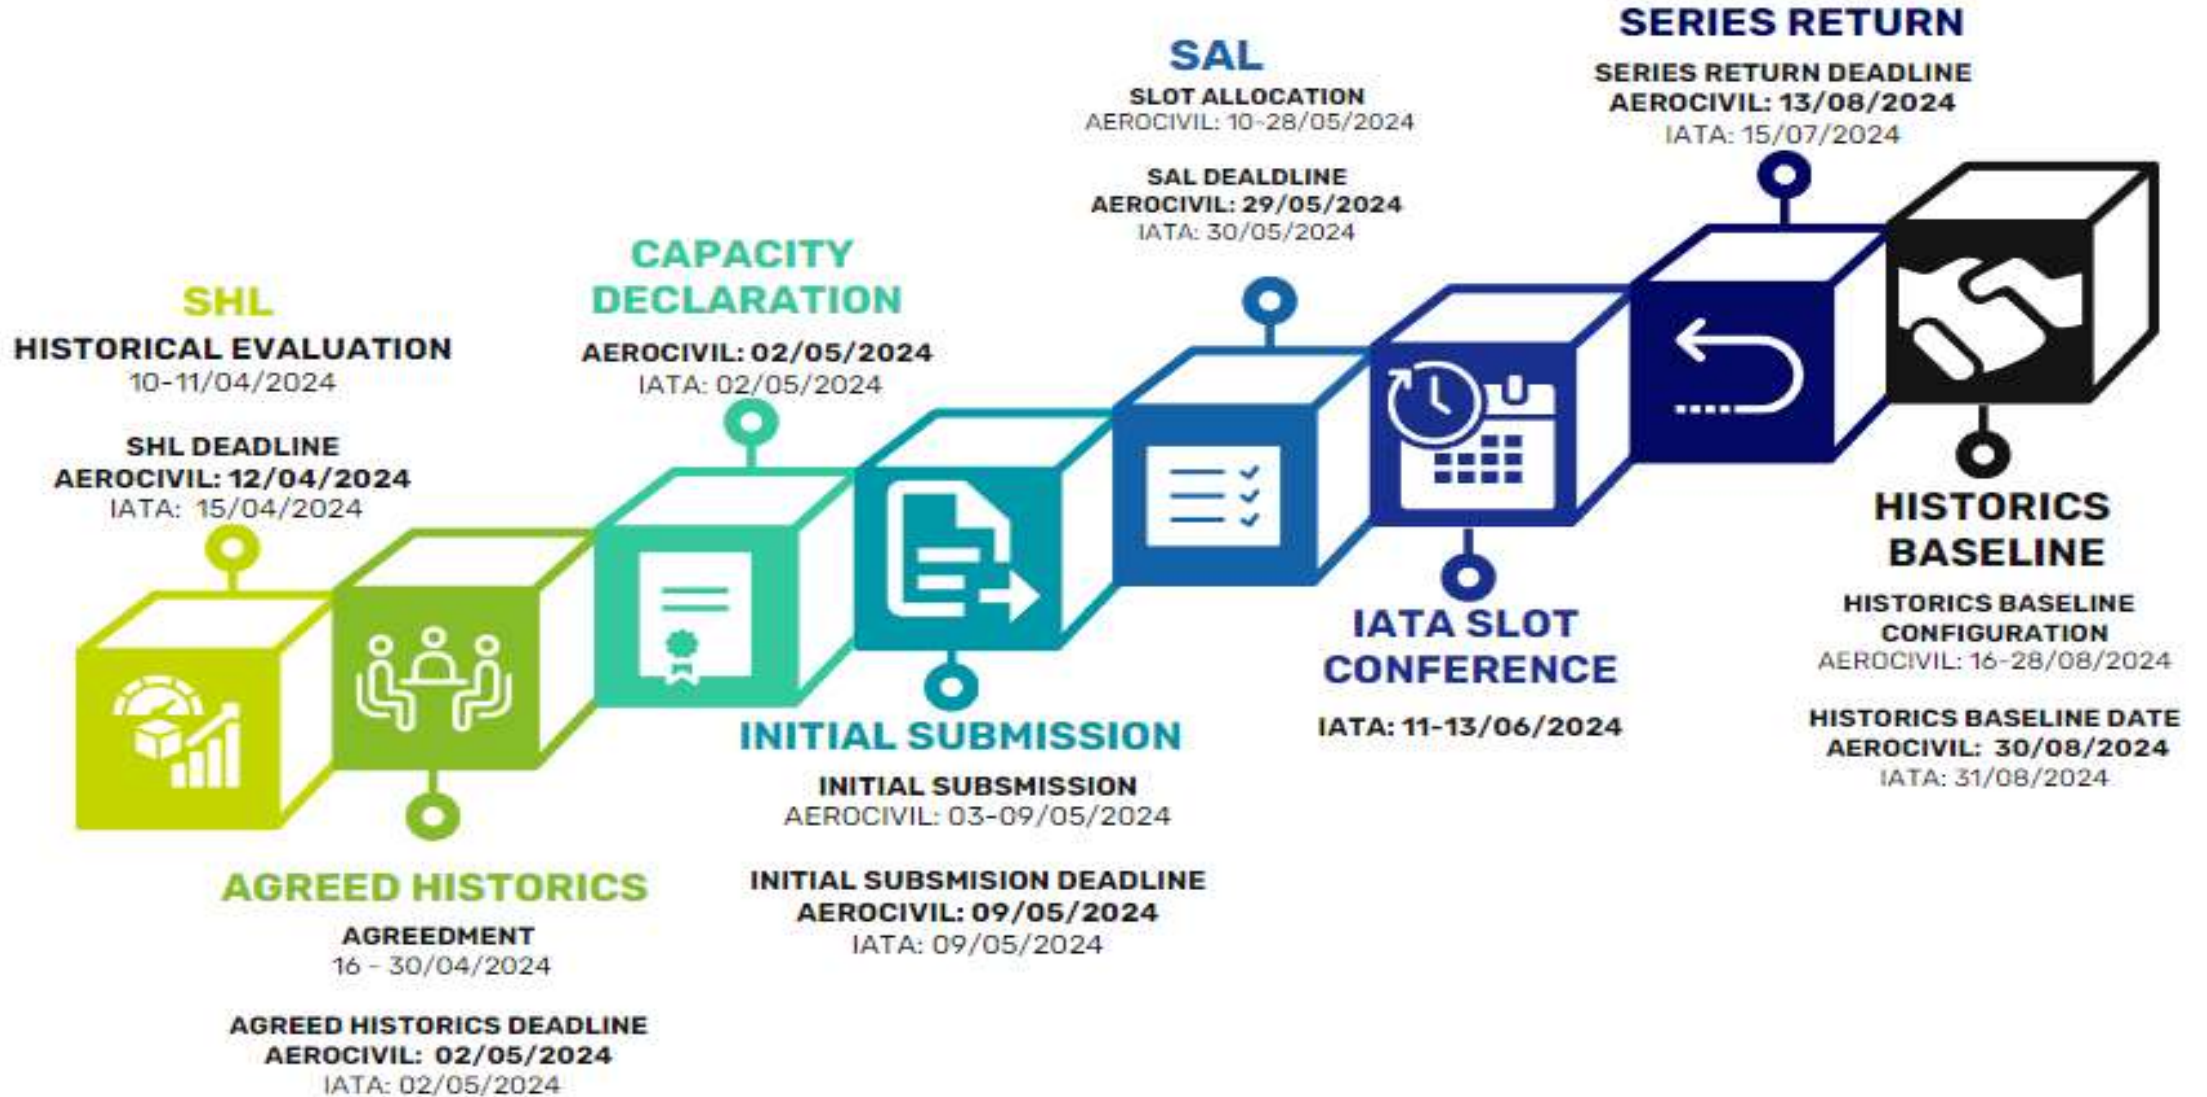 SHL
HISTORICAL EVALUATION
10-11/04/2024
SHL DEADLINE
AEROCIVIL: 12/04/2024
IATA: 15/04/2024
AGREED HISTORICS
AGREEDMENT
16 - 30/04/2024
AGREED HISTORICS DEADLINE
AEROCIVIL: 02/05/2024
IATA: 02/05/2024
CAPACITY
DECLARATION
AEROCIVIL: 02/05/2024
IATA: 02/05/2024
INITIAL SUBMISSION
INITIAL SUBSMISSION
AEROCIVIL: 03-09/05/2024
INITIAL SUBSMISION DEADLINE
AEROCIVIL: 09/05/2024
IATA: 09/05/2024
SAL
SLOT ALLOCATION
AEROCIVIL: 10-28/05/2024
SAL DEALDLINE
AEROCIVIL: 29/05/2024
IATA: 30/05/2024
IATA SLOT
CONFERENCE
IATA: 11-13/06/2024
SERIES RETURN
SERIES RETURN DEADLINE
AEROCIVIL: 13/08/2024
IATA: 15/07/2024
HISTORICS
BASELINE
HISTORICS BASELINE
CONFIGURATION
AEROCIVIL: 16-28/08/2024
HISTORICS BASELINE DATE
AEROCIVIL: 30/08/2024
IATA: 31/08/2024